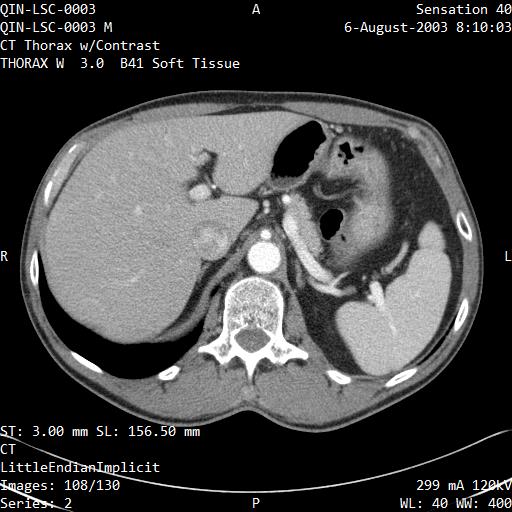 QIN-LSC-0003 A Sensation 40
QIN-LSC-0003 M 6-August-2003 8:10:03
CT Thorax w/Contrast
THORAX W 3.0 B41 Soft Tissue
R L
ST: 3.00 mm SL: 156.50 mm
CT
LittleEndianImplicit
Images: 108/130 299 mA 120kV
Series: 2 P WL: 40 WW: 400